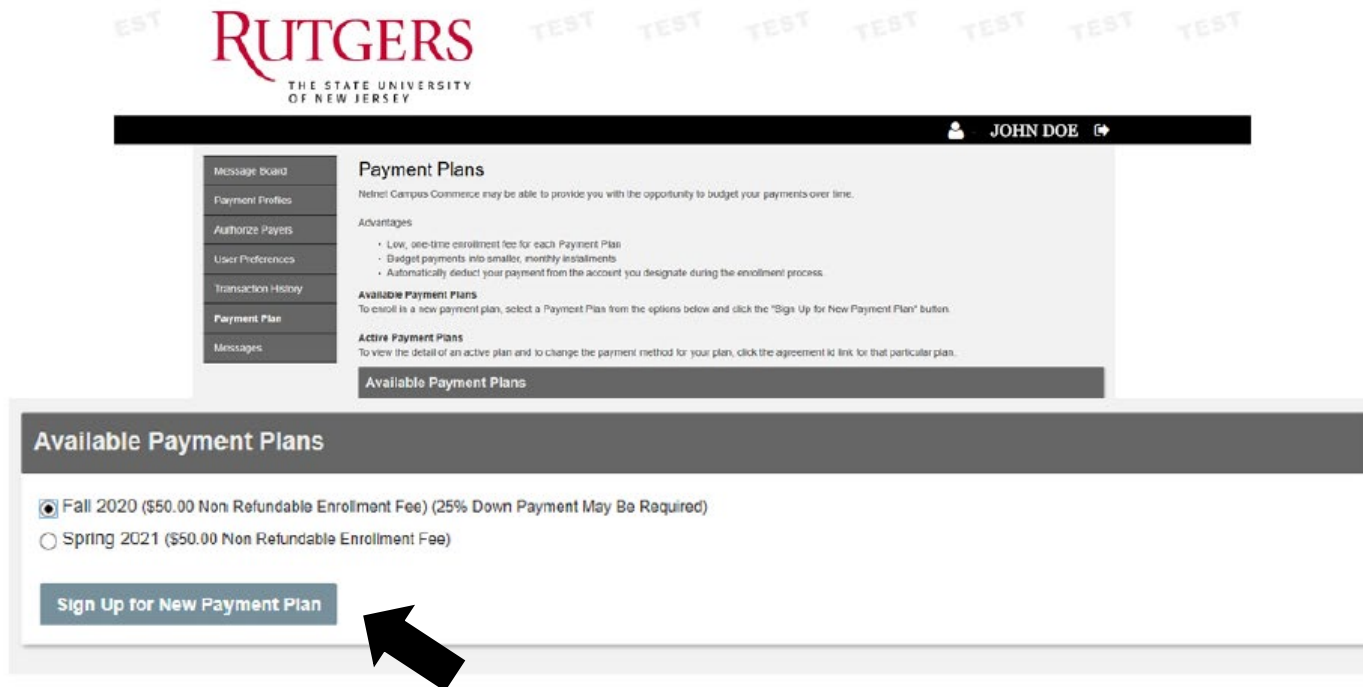 EST TEST TEST TEST TEST TEST TEST TEST
RUTGERS
THE STATE UNIVERSITY
OF NEW JERSEY
JOHN DOE
Message Board
Payment Profiles
Authorize Payers
User Preferences
Transaction History
Payment Plan
Messages
Payment Plans
Nelnet Campus Commerce may be able to provide you with the opportunity to budget your payments over time.
Advantages
• Low, one-time enrollment fee for each Payment Plan
• Budget payments into smaller, monthly installments
• Automatically deduct your payment from the account you designate during the enrollment process.
Available Payment Plans
To enroll in a new payment plan, select a Payment Plan from the options below and click the "Sign Up for New Payment Plan" button.
Active Payment Plans
To view the detail of an active plan and to change the payment method for your plan, click the agreement id link for that particular plan.
Available Payment Plans
Available Payment Plans
Fall 2020 ($50.00 Non Refundable Enrollment Fee) (25% Down Payment May Be Required)
Spring 2021 ($50.00 Non Refundable Enrollment Fee)
Sign Up for New Payment Plan